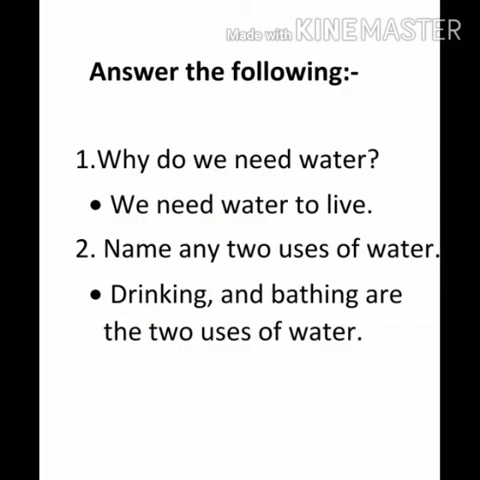 Made with KINEMASTER
Answer the following:-
1.Why do we need water?
• We need water to live.
2. Name any two uses of water.
• Drinking, and bathing are
the two uses of water.